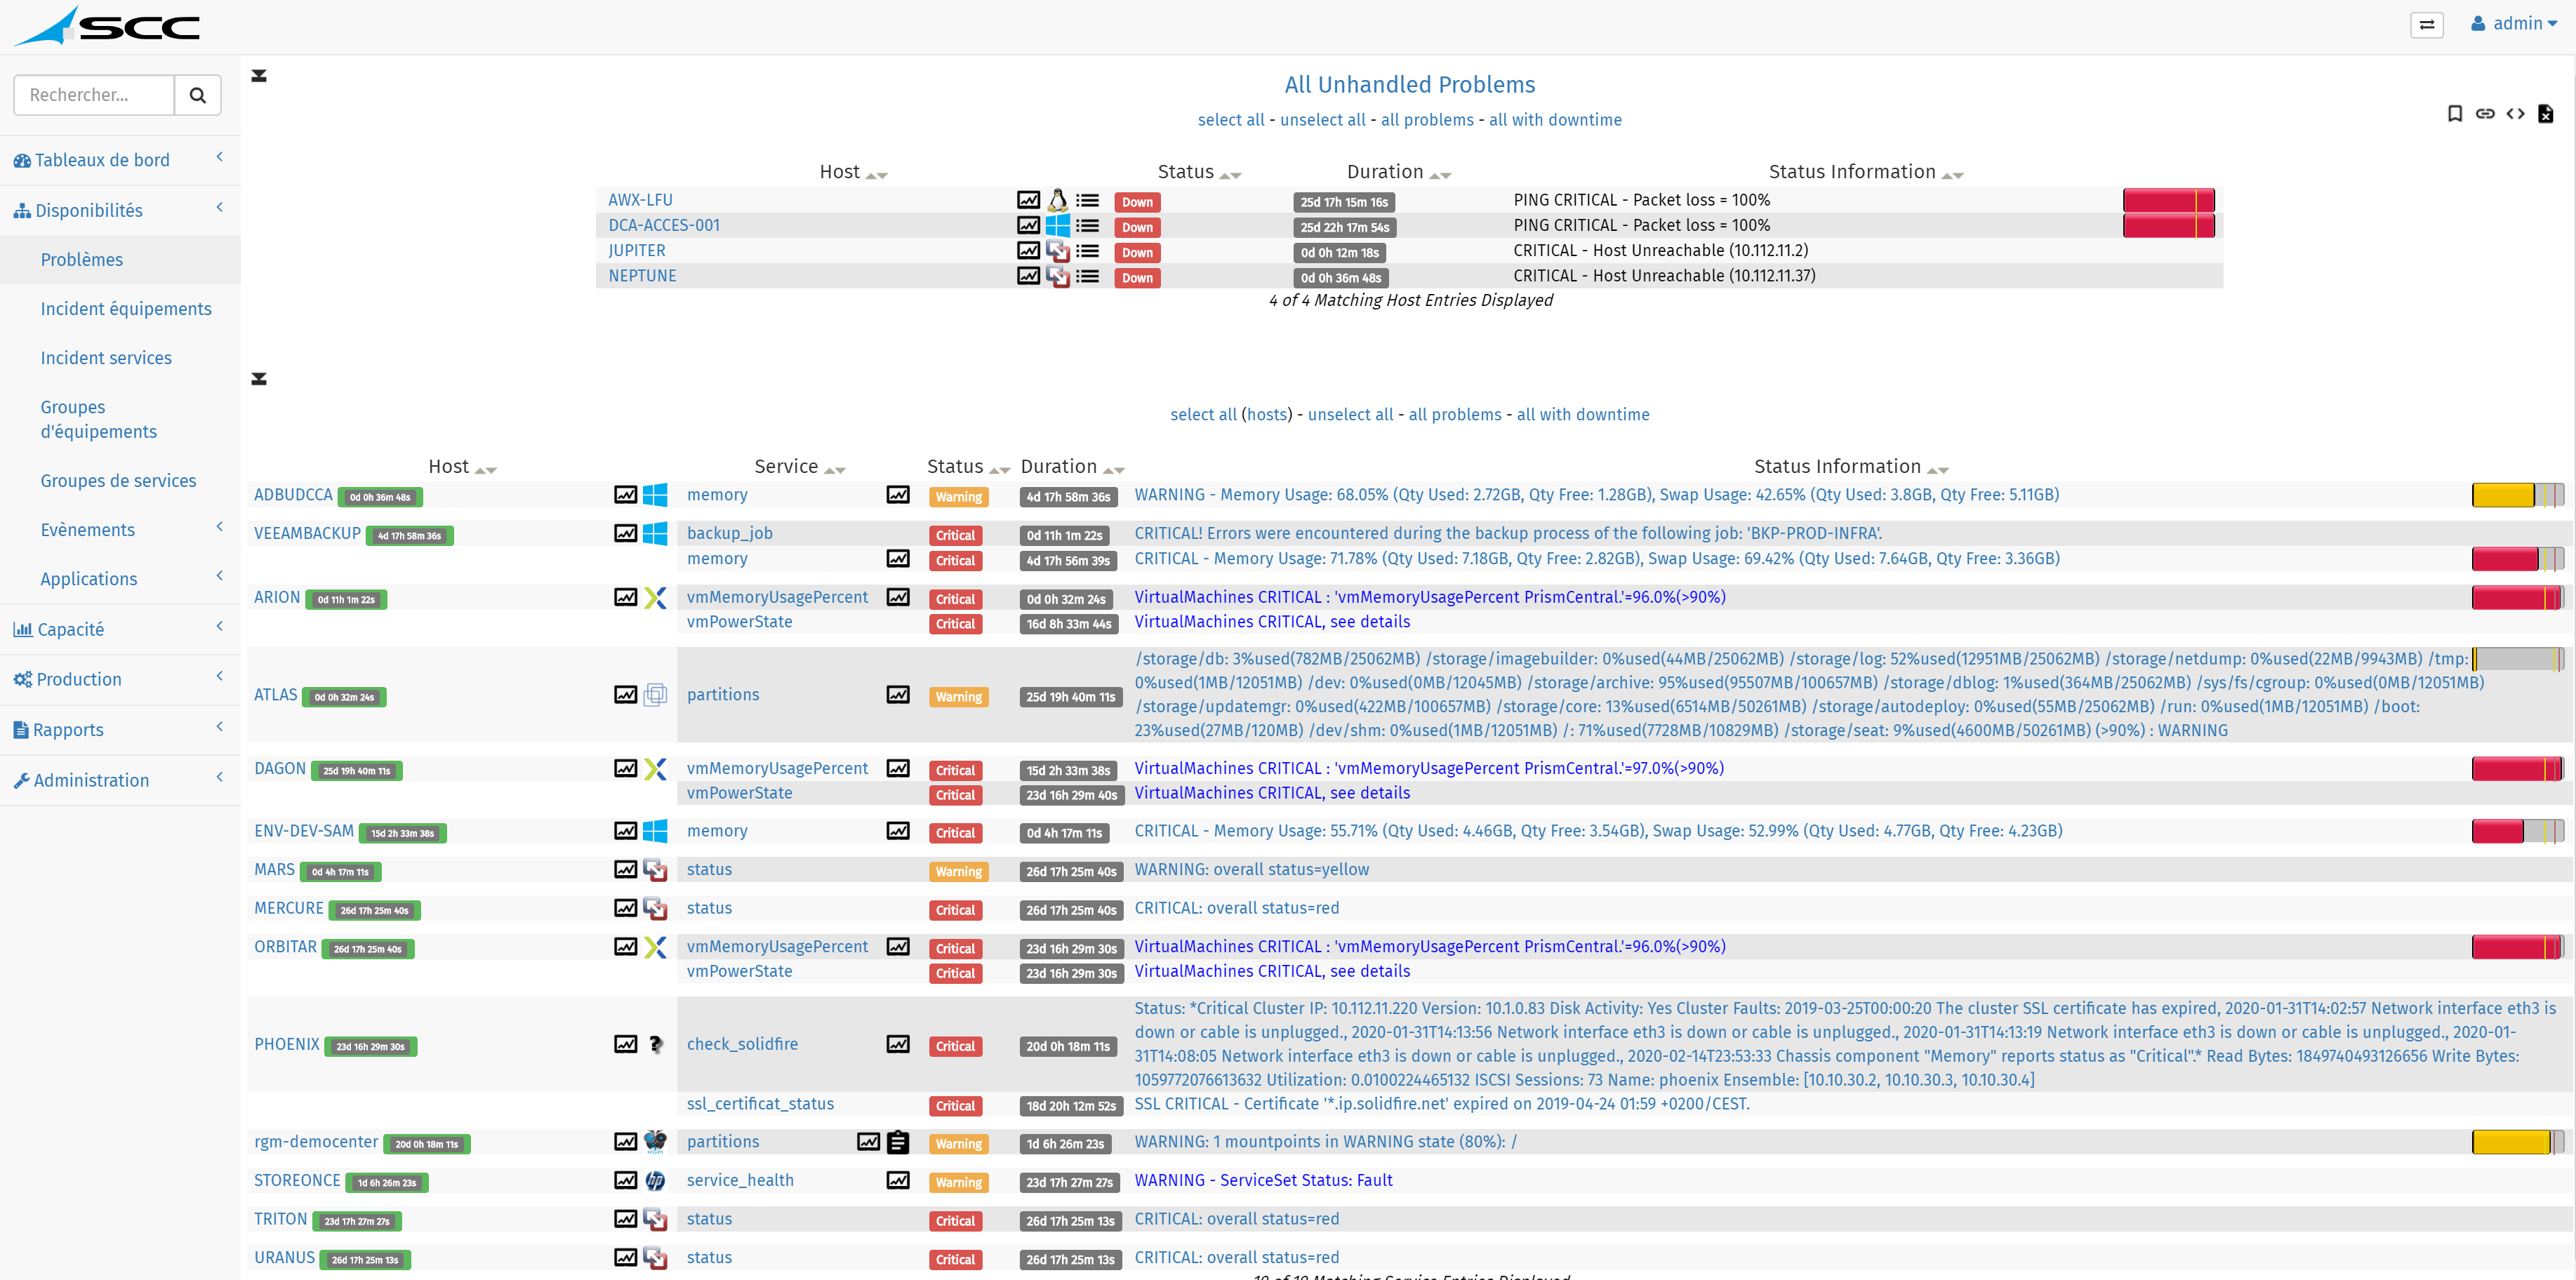 SCC
admin
Rechercher...
Tableaux de bord
Disponibilités
Problèmes
Incident équipements
Incident services
Groupes
d'équipements
Groupes de services
Evènements
Applications
Capacité
Production
Rapports
Administration
All Unhandled Problems
select all - unselect all - all problems - all with downtime
Host Status Duration Status Information
AWX-LFU Down 25d 17h 15m 16s PING CRITICAL - Packet loss = 100%
DCA-ACCES-001 Down 25d 22h 17m 54s PING CRITICAL - Packet loss = 100%
JUPITER Down 0d 0h 12m 18s CRITICAL - Host Unreachable (10.112.11.2)
NEPTUNE Down 0d 0h 36m 48s CRITICAL - Host Unreachable (10.112.11.37)
4 of 4 Matching Host Entries Displayed
select all (hosts) - unselect all - all problems - all with downtime
Host Service Status Duration Status Information
ADBUDCCA 0d 0h 36m 48s memory Warning 4d 17h 58m 36s WARNING - Memory Usage: 68.05% (Qty Used: 2.72GB, Qty Free: 1.28GB), Swap Usage: 42.65% (Qty Used: 3.8GB, Qty Free: 5.11GB)
VEEAMBACKUP 4d 17h 58m 36s backup_job Critical 0d 11h 1m 22s CRITICAL! Errors were encountered during the backup process of the following job: 'BKP-PROD-INFRA'.
memory Critical 4d 17h 56m 39s CRITICAL - Memory Usage: 71.78% (Qty Used: 7.18GB, Qty Free: 2.82GB), Swap Usage: 69.42% (Qty Used: 7.64GB, Qty Free: 3.36GB)
ARION 0d 11h 1m 22s vmMemoryUsagePercent Critical 0d 0h 32m 24s VirtualMachines CRITICAL : 'vmMemoryUsagePercent PrismCentral.'=96.0%(>90%)
vmPowerState Critical 16d 8h 33m 44s VirtualMachines CRITICAL, see details
ATLAS 0d 0h 32m 24s partitions Warning 25d 19h 40m 11s /storage/db: 3%used(782MB/25062MB) /storage/imagebuilder: 0%used(44MB/25062MB) /storage/log: 52%used(12951MB/25062MB) /storage/netdump: 0%used(22MB/9943MB) /tmp:
0%used(1MB/12051MB) /dev: 0%used(0MB/12045MB) /storage/archive: 95%used(95507MB/100657MB) /storage/dblog: 1%used(364MB/25062MB) /sys/fs/cgroup: 0%used(0MB/12051MB)
/storage/updatemgr: 0%used(422MB/100657MB) /storage/core: 13%used(6514MB/50261MB) /storage/autodeploy: 0%used(55MB/25062MB) /run: 0%used(1MB/12051MB) /boot:
23%used(27MB/120MB) /dev/shm: 0%used(1MB/12051MB) /: 71%used(7728MB/10829MB) /storage/seat: 9%used(4600MB/50261MB) (>90%) : WARNING
DAGON 25d 19h 40m 11s vmMemoryUsagePercent Critical 15d 2h 33m 38s VirtualMachines CRITICAL : 'vmMemoryUsagePercent PrismCentral.'=97.0%(>90%)
vmPowerState Critical 23d 16h 29m 40s VirtualMachines CRITICAL, see details
ENV-DEV-SAM 15d 2h 33m 38s memory Critical 0d 4h 17m 11s CRITICAL - Memory Usage: 55.71% (Qty Used: 4.46GB, Qty Free: 3.54GB), Swap Usage: 52.99% (Qty Used: 4.77GB, Qty Free: 4.23GB)
MARS 0d 4h 17m 11s status Warning 26d 17h 25m 40s WARNING: overall status=yellow
MERCURE 26d 17h 25m 40s status Critical 26d 17h 25m 40s CRITICAL: overall status=red
ORBITAR 26d 17h 25m 40s vmMemoryUsagePercent Critical 23d 16h 29m 30s VirtualMachines CRITICAL : 'vmMemoryUsagePercent PrismCentral.'=96.0%(>90%)
vmPowerState Critical 23d 16h 29m 30s VirtualMachines CRITICAL, see details
PHOENIX 23d 16h 29m 30s check_solidfire Critical 20d 0h 18m 11s Status: *Critical Cluster IP: 10.112.11.220 Version: 10.1.0.83 Disk Activity: Yes Cluster Faults: 2019-03-25T00:00:20 The cluster SSL certificate has expired, 2020-01-31T14:02:57 Network interface eth3 is
down or cable is unplugged., 2020-01-31T14:13:56 Network interface eth3 is down or cable is unplugged., 2020-01-31T14:13:19 Network interface eth3 is down or cable is unplugged., 2020-01-
31T14:08:05 Network interface eth3 is down or cable is unplugged., 2020-02-14T23:53:33 Chassis component "Memory" reports status as "Critical".* Read Bytes: 1849740493126656 Write Bytes:
1059772076613632 Utilization: 0.0100224465132 ISCSI Sessions: 73 Name: phoenix Ensemble: [10.10.30.2, 10.10.30.3, 10.10.30.4]
ssl_certificat_status Critical 18d 20h 12m 52s SSL CRITICAL - Certificate '*.ip.solidfire.net' expired on 2019-04-24 01:59 +0200/CEST.
rgm-democenter 20d 0h 18m 11s partitions Warning 1d 6h 26m 23s WARNING: 1 mountpoints in WARNING state (80%): /
STOREONCE 1d 6h 26m 23s service_health Warning 23d 17h 27m 27s WARNING - ServiceSet Status: Fault
TRITON 23d 17h 27m 27s status Critical 26d 17h 25m 13s CRITICAL: overall status=red
URANUS 26d 17h 25m 13s status Critical 26d 17h 25m 13s CRITICAL: overall status=red
19 of 19 Matching Service Entries Displayed